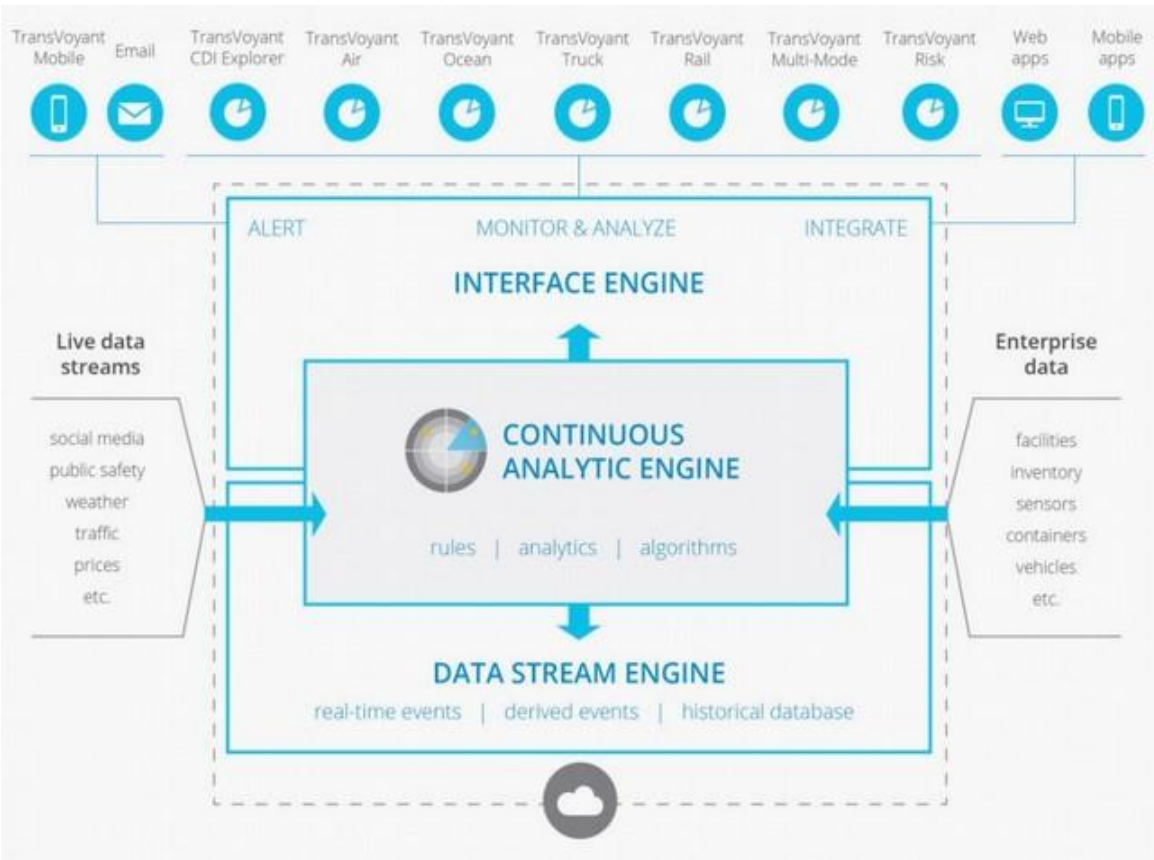 TransVoyant
Mobile
Email
TransVoyant
CDI Explorer
TransVoyant
Air
TransVoyant
Ocean
TransVoyant
Truck
TransVoyant
Rail
TransVoyant
Multi-Mode
TransVoyant
Risk
Web
apps
Mobile
apps
ALERT
MONITOR & ANALYZE
INTEGRATE
INTERFACE ENGINE
Live data
streams
social media
public safety
weather
traffic
prices
etc.
CONTINUOUS
ANALYTIC ENGINE
rules | analytics | algorithms
Enterprise
data
facilities
inventory
sensors
containers
vehicles
etc.
DATA STREAM ENGINE
real-time events | derived events | historical database